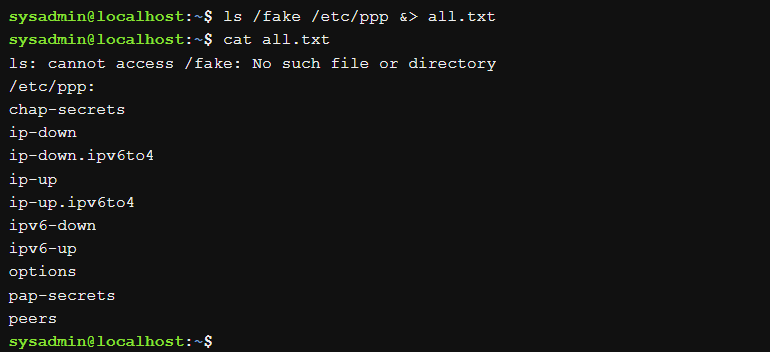 sysadmin@localhost:~$ ls /fake /etc/ppp &> all.txt
sysadmin@localhost:~$ cat all.txt
ls: cannot access /fake: No such file or directory
/etc/ppp:
chap-secrets
ip-down
ip-down.ipv6to4
ip-up
ip-up.ipv6to4
ipv6-down
ipv6-up
options
pap-secrets
peers
sysadmin@localhost:~$